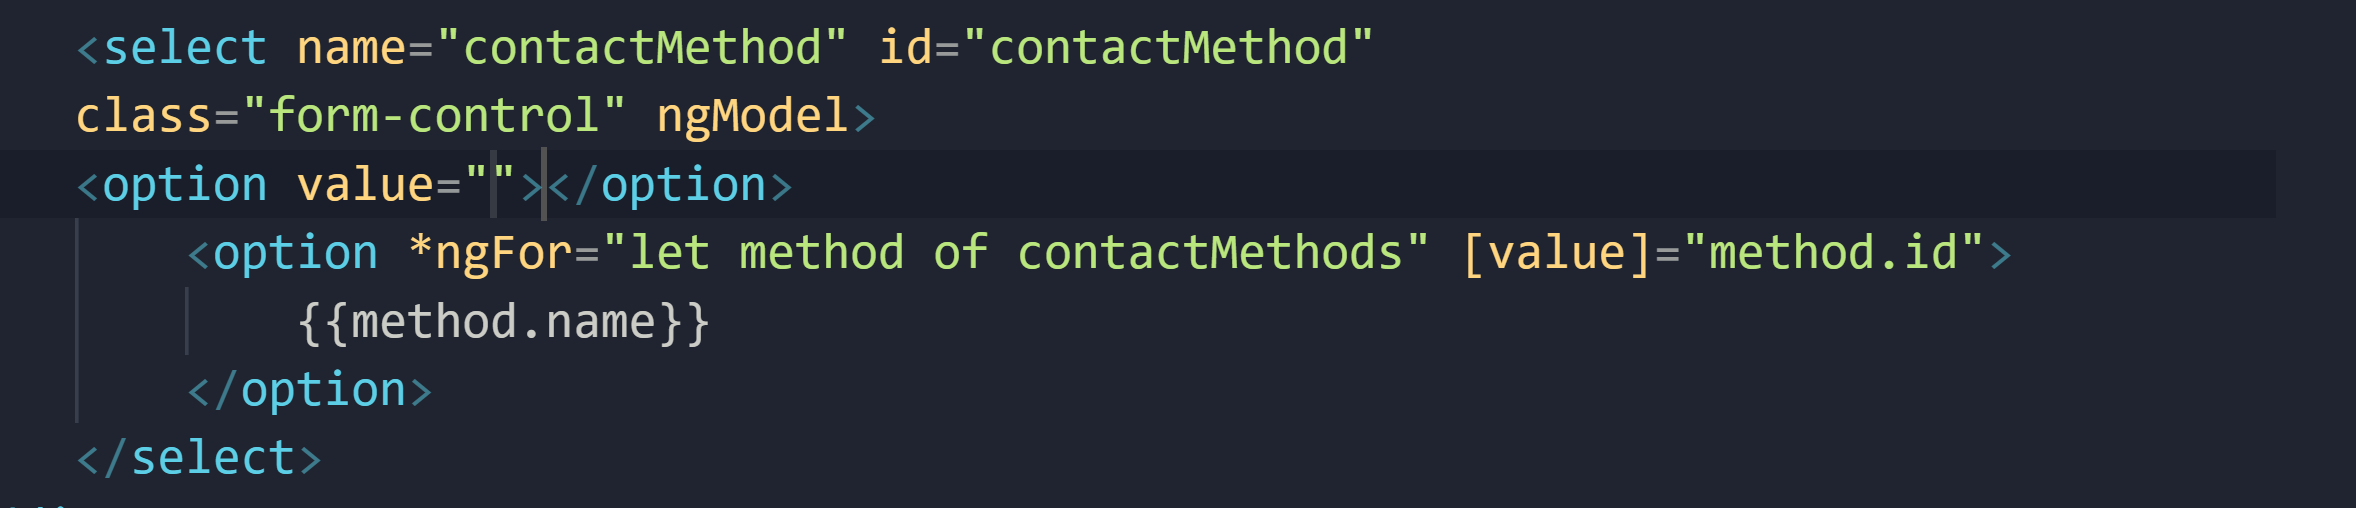 <select name="contactMethod" id="contactMethod"
class="form-control" ngModel>
<option value=""></option>
<option *ngFor="let method of contactMethods" [value]="method.id">
{{method.name}}
</option>
</select>